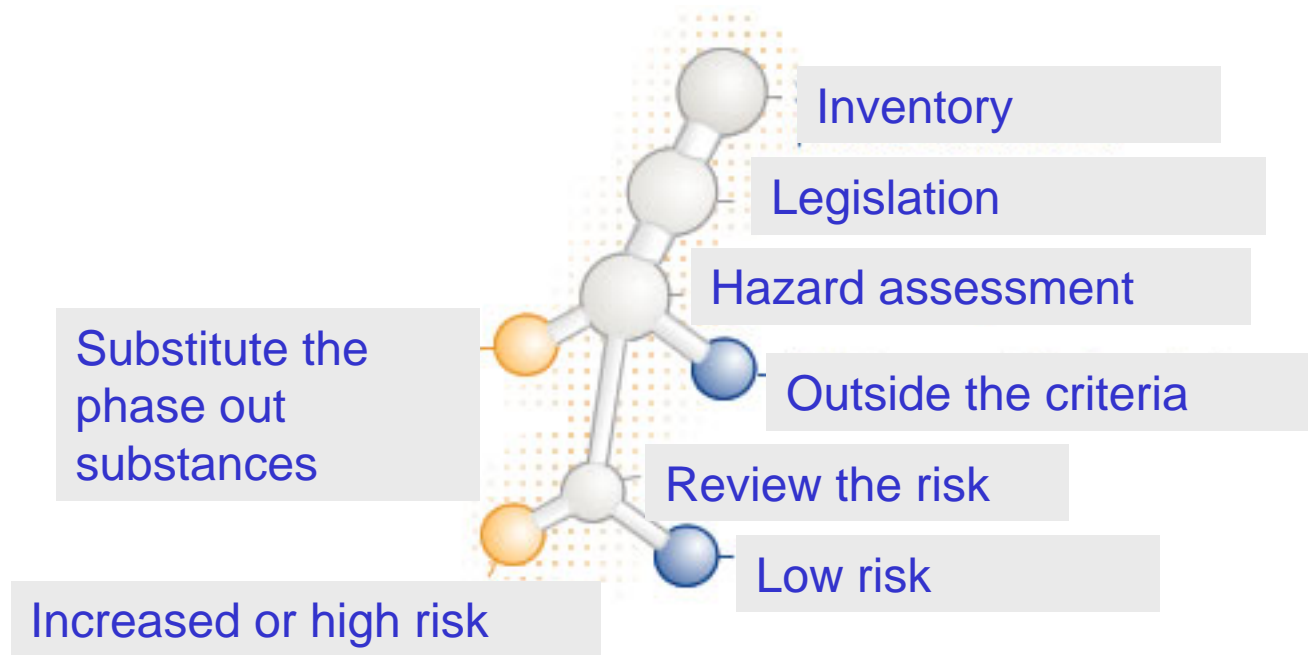 Inventory
Legislation
Hazard assessment
Substitute the
phase out
substances
Outside the criteria
Review the risk
Low risk
Increased or high risk